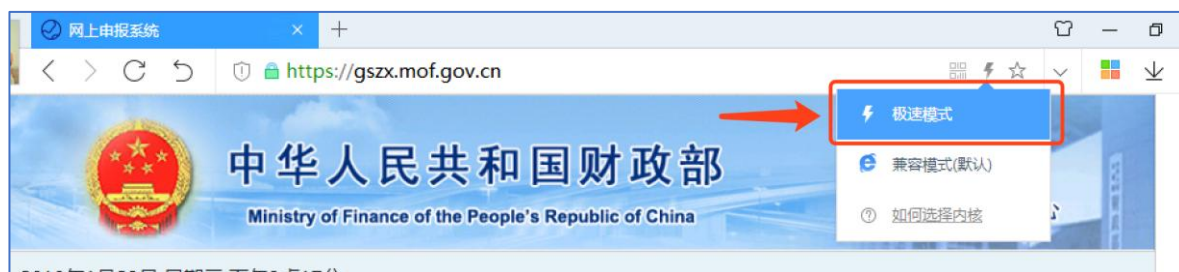 网上申报系统
https://gszx.mof.gov.cn
极速模式
中华人民共和国财政部
兼容模式(默认)
Ministry of Finance of the People's Republic of China
如何选择内核